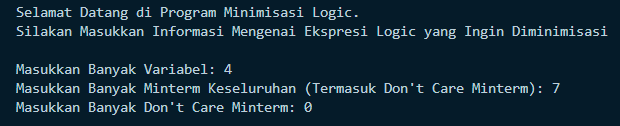 Selamat Datang di Program Minimisasi Logic.
Silakan Masukkan Informasi Mengenai Ekspresi Logic yang Ingin Diminimisasi
Masukkan Banyak Variabel: 4
Masukkan Banyak Minterm Keseluruhan (Termasuk Don't Care Minterm): 7
Masukkan Banyak Don't Care Minterm: 0